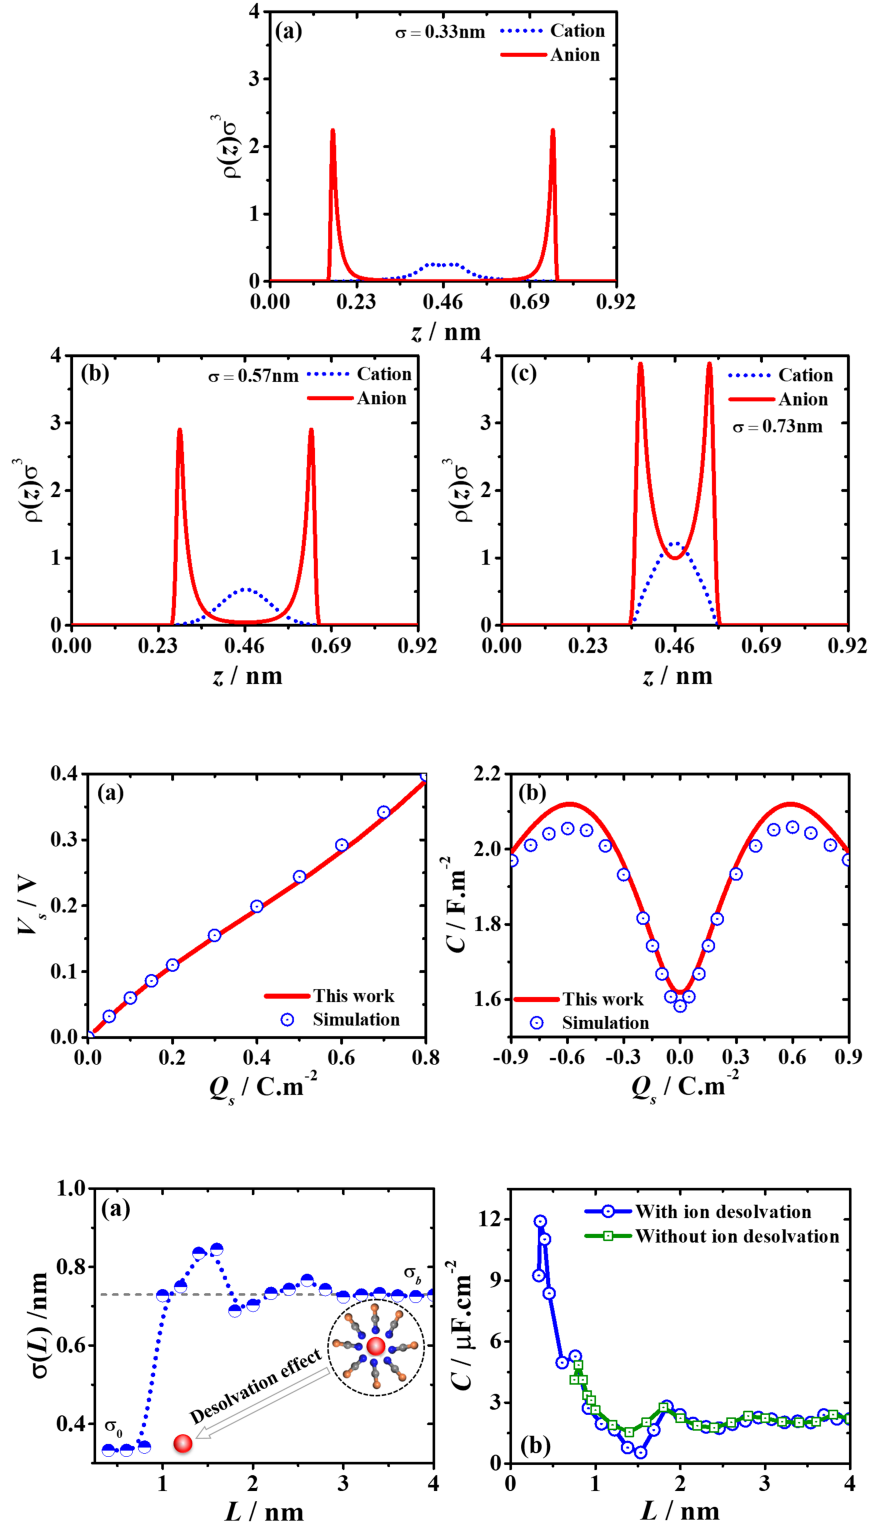 (a)
σ = 0.33nm
Cation
Anion
4
3
2
1
0
ρ(z)σ³
0.00 0.23 0.46 0.69 0.92
z / nm
(b)
σ = 0.57nm
Cation
Anion
4
3
2
1
0
ρ(z)σ³
0.00 0.23 0.46 0.69 0.92
z / nm
(c)
Cation
Anion
σ = 0.73nm
4
3
2
1
0
ρ(z)σ³
0.00 0.23 0.46 0.69 0.92
z / nm
(a)
0.4
0.3
0.2
0.1
0.0
Vs / V
This work
Simulation
0.0 0.2 0.4 0.6 0.8
Qs / C.m-2
(b)
2.2
2.0
1.8
1.6
C / F.m-2
This work
Simulation
-0.9 -0.6 -0.3 0.0 0.3 0.6 0.9
Qs / C.m-2
(a)
1.0
0.8
0.6
0.4
σ(L) /nm
σb
σ0
Desolvation effect
0 1 2 3 4
L / nm
With ion desolvation
Without ion desolvation
12
9
6
3
0
C / μF.cm-2
(b)
0 1 2 3 4
L / nm